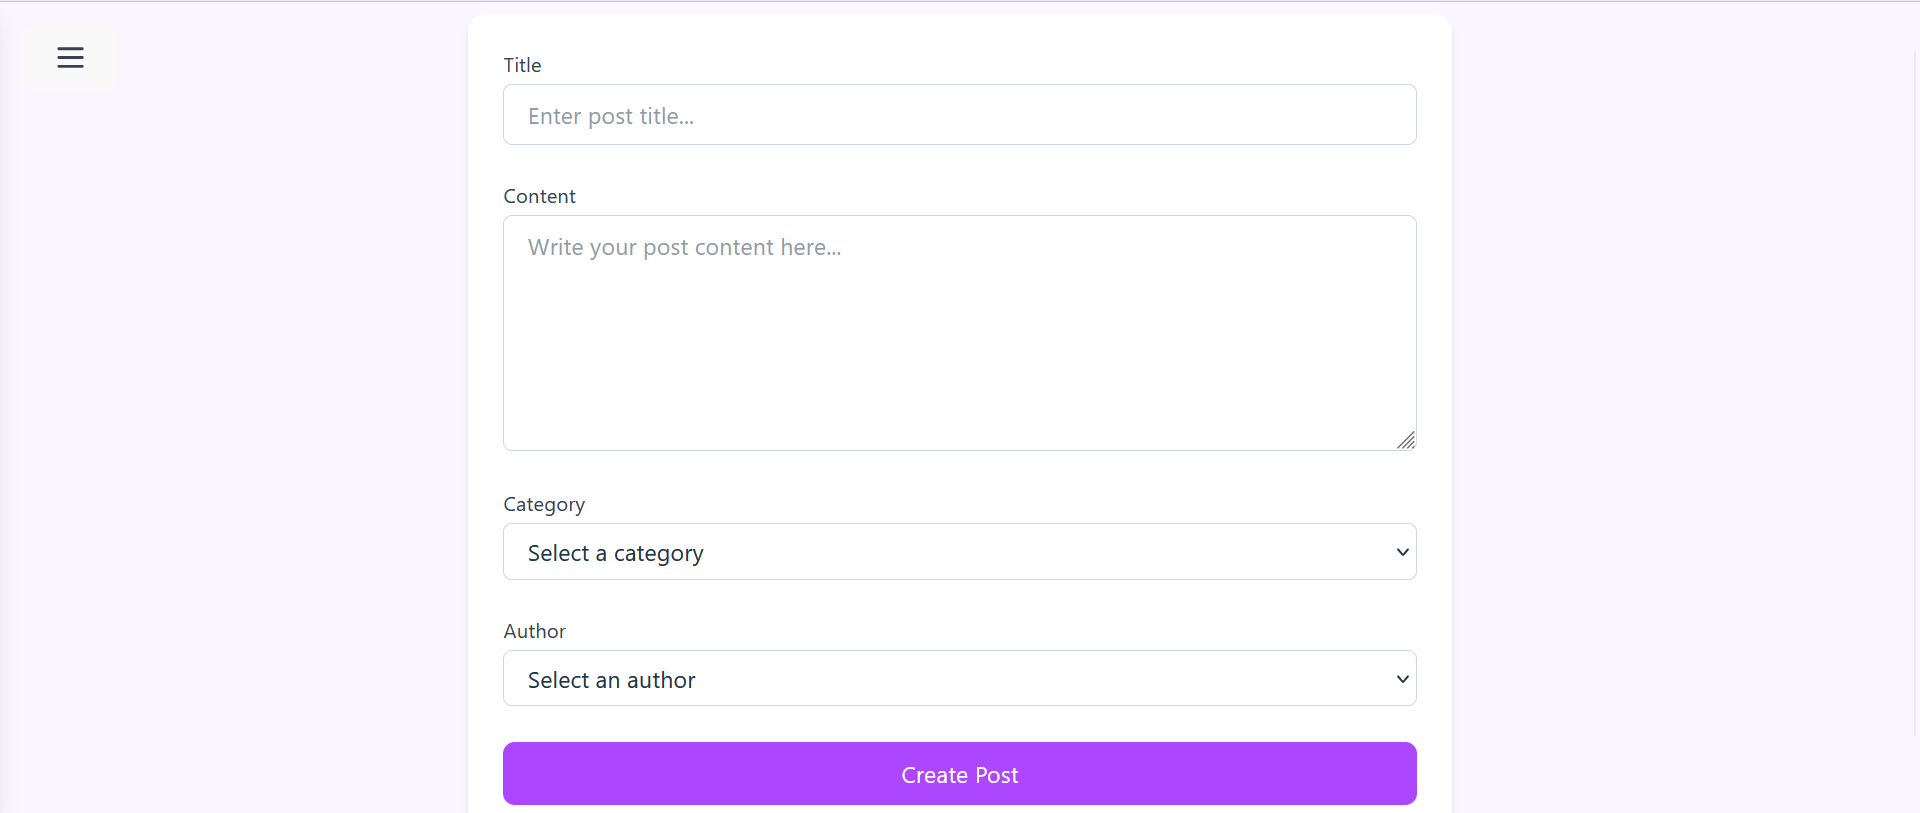 Title
Enter post title...
Content
Write your post content here...
Category
Select a category
Author
Select an author
Create Post